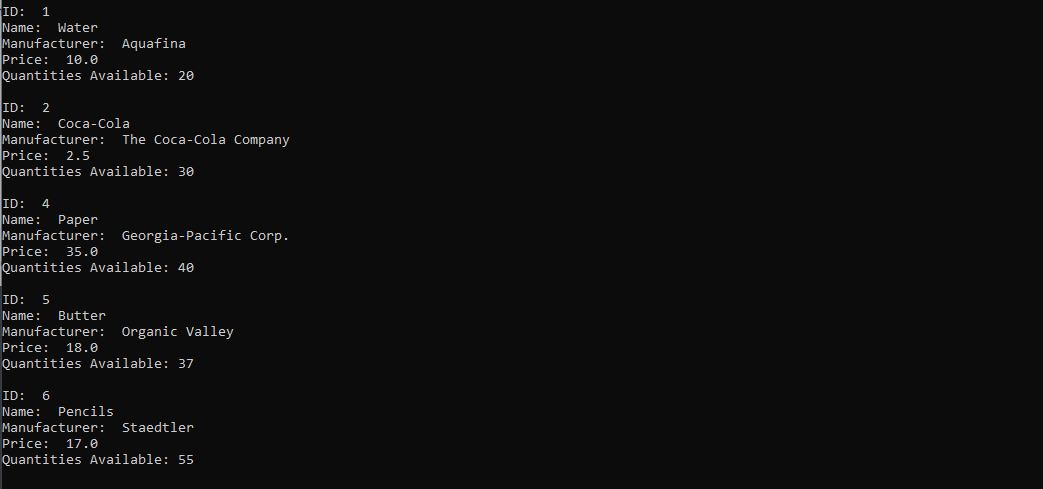 ID:  1
Name:  Water
Manufacturer:  Aquafina
Price:  10.0
Quantities Available: 20

ID:  2
Name:  Coca-Cola
Manufacturer:  The Coca-Cola Company
Price:  2.5
Quantities Available: 30

ID:  4
Name:  Paper
Manufacturer:  Georgia-Pacific Corp.
Price:  35.0
Quantities Available: 40

ID:  5
Name:  Butter
Manufacturer:  Organic Valley
Price:  18.0
Quantities Available: 37

ID:  6
Name:  Pencils
Manufacturer:  Staedtler
Price:  17.0
Quantities Available: 55